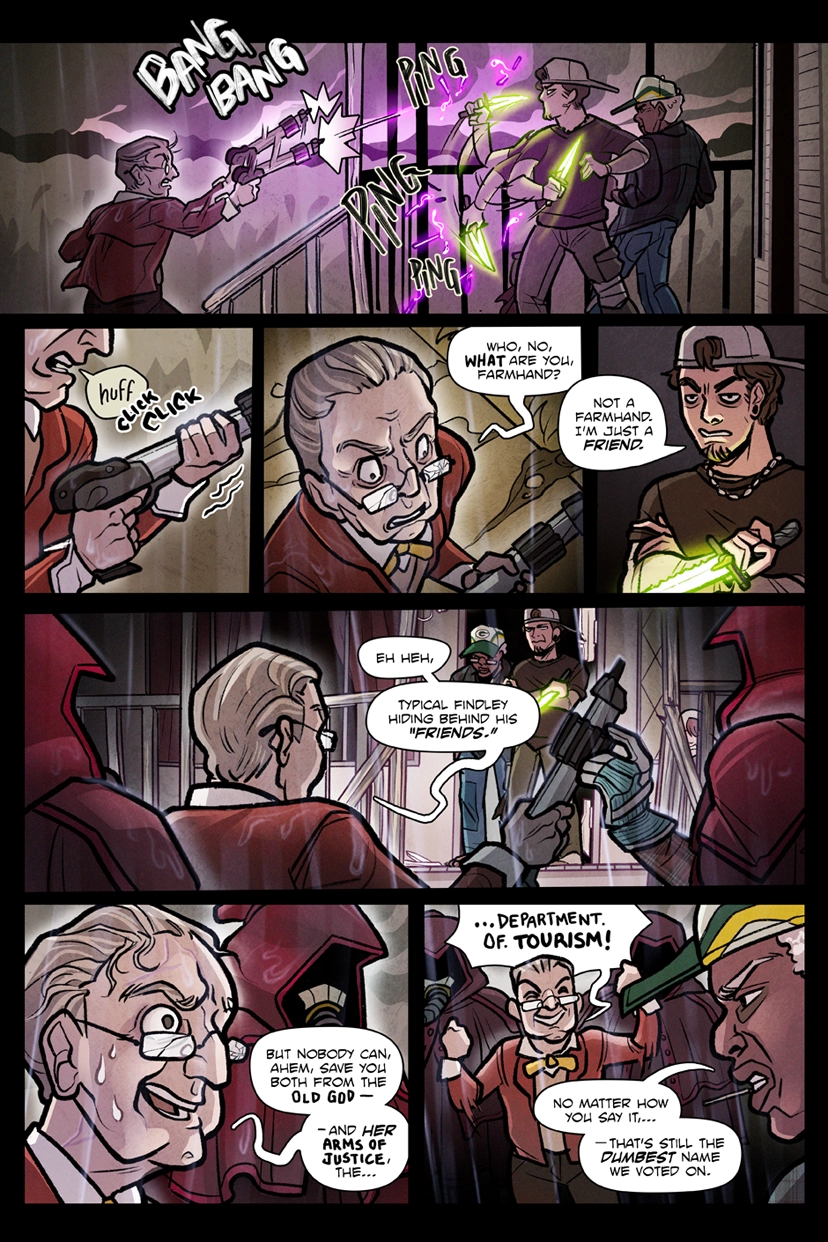 BANG
BANG
PING
PING
PING
huff
CLICK
CLICK
WHO, NO,
WHAT ARE YOU,
FARMHAND?
NOT A
FARMHAND.
I'M JUST A
FRIEND.
EH HEH,
TYPICAL FINDLEY
HIDING BEHIND HIS
"FRIENDS."
G
BUT NOBODY CAN,
AHEM, SAVE YOU
BOTH FROM THE
OLD GOD —
– AND HER
ARMS OF
JUSTICE,
THE...
...DEPARTMENT.
OF. TOURISM!
NO MATTER HOW
YOU SAY IT,...
—THAT'S STILL THE
DUMBEST NAME
WE VOTED ON.